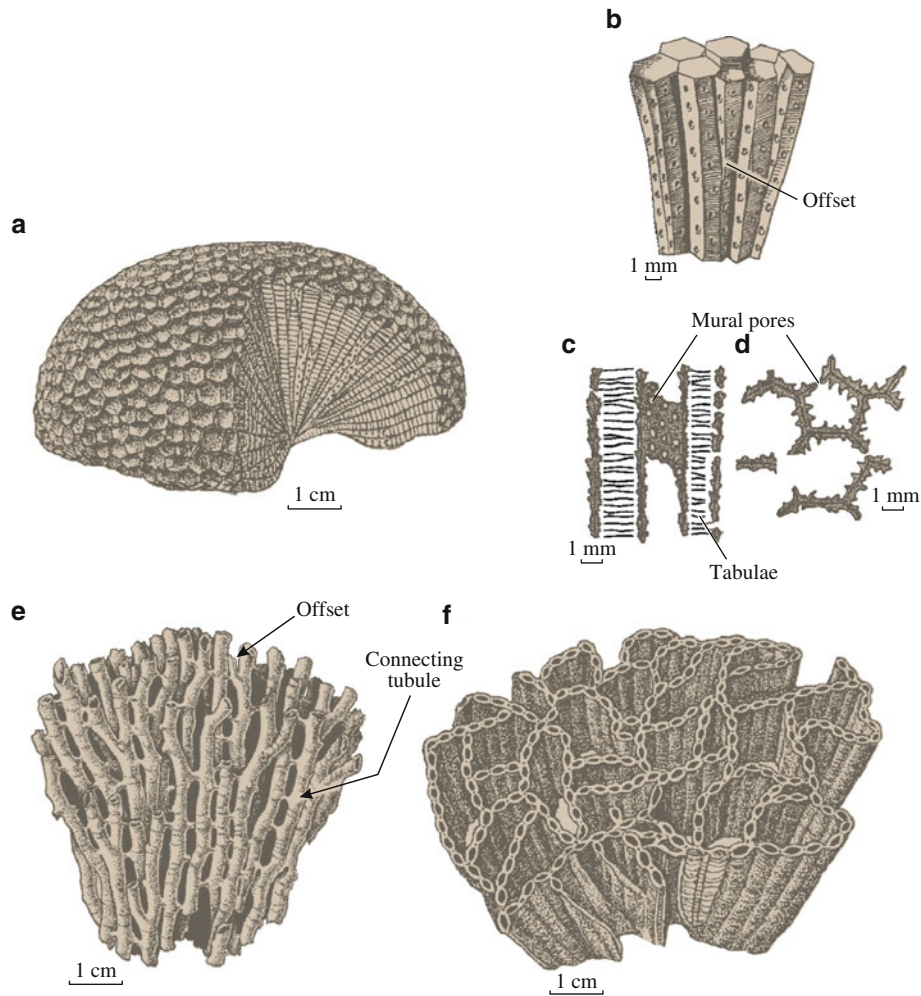 b
Offset
1 mm
a
1 cm
Mural pores
c
d
1 mm
1 mm
Tabulae
e
Offset
f
Connecting
tubule
1 cm
1 cm